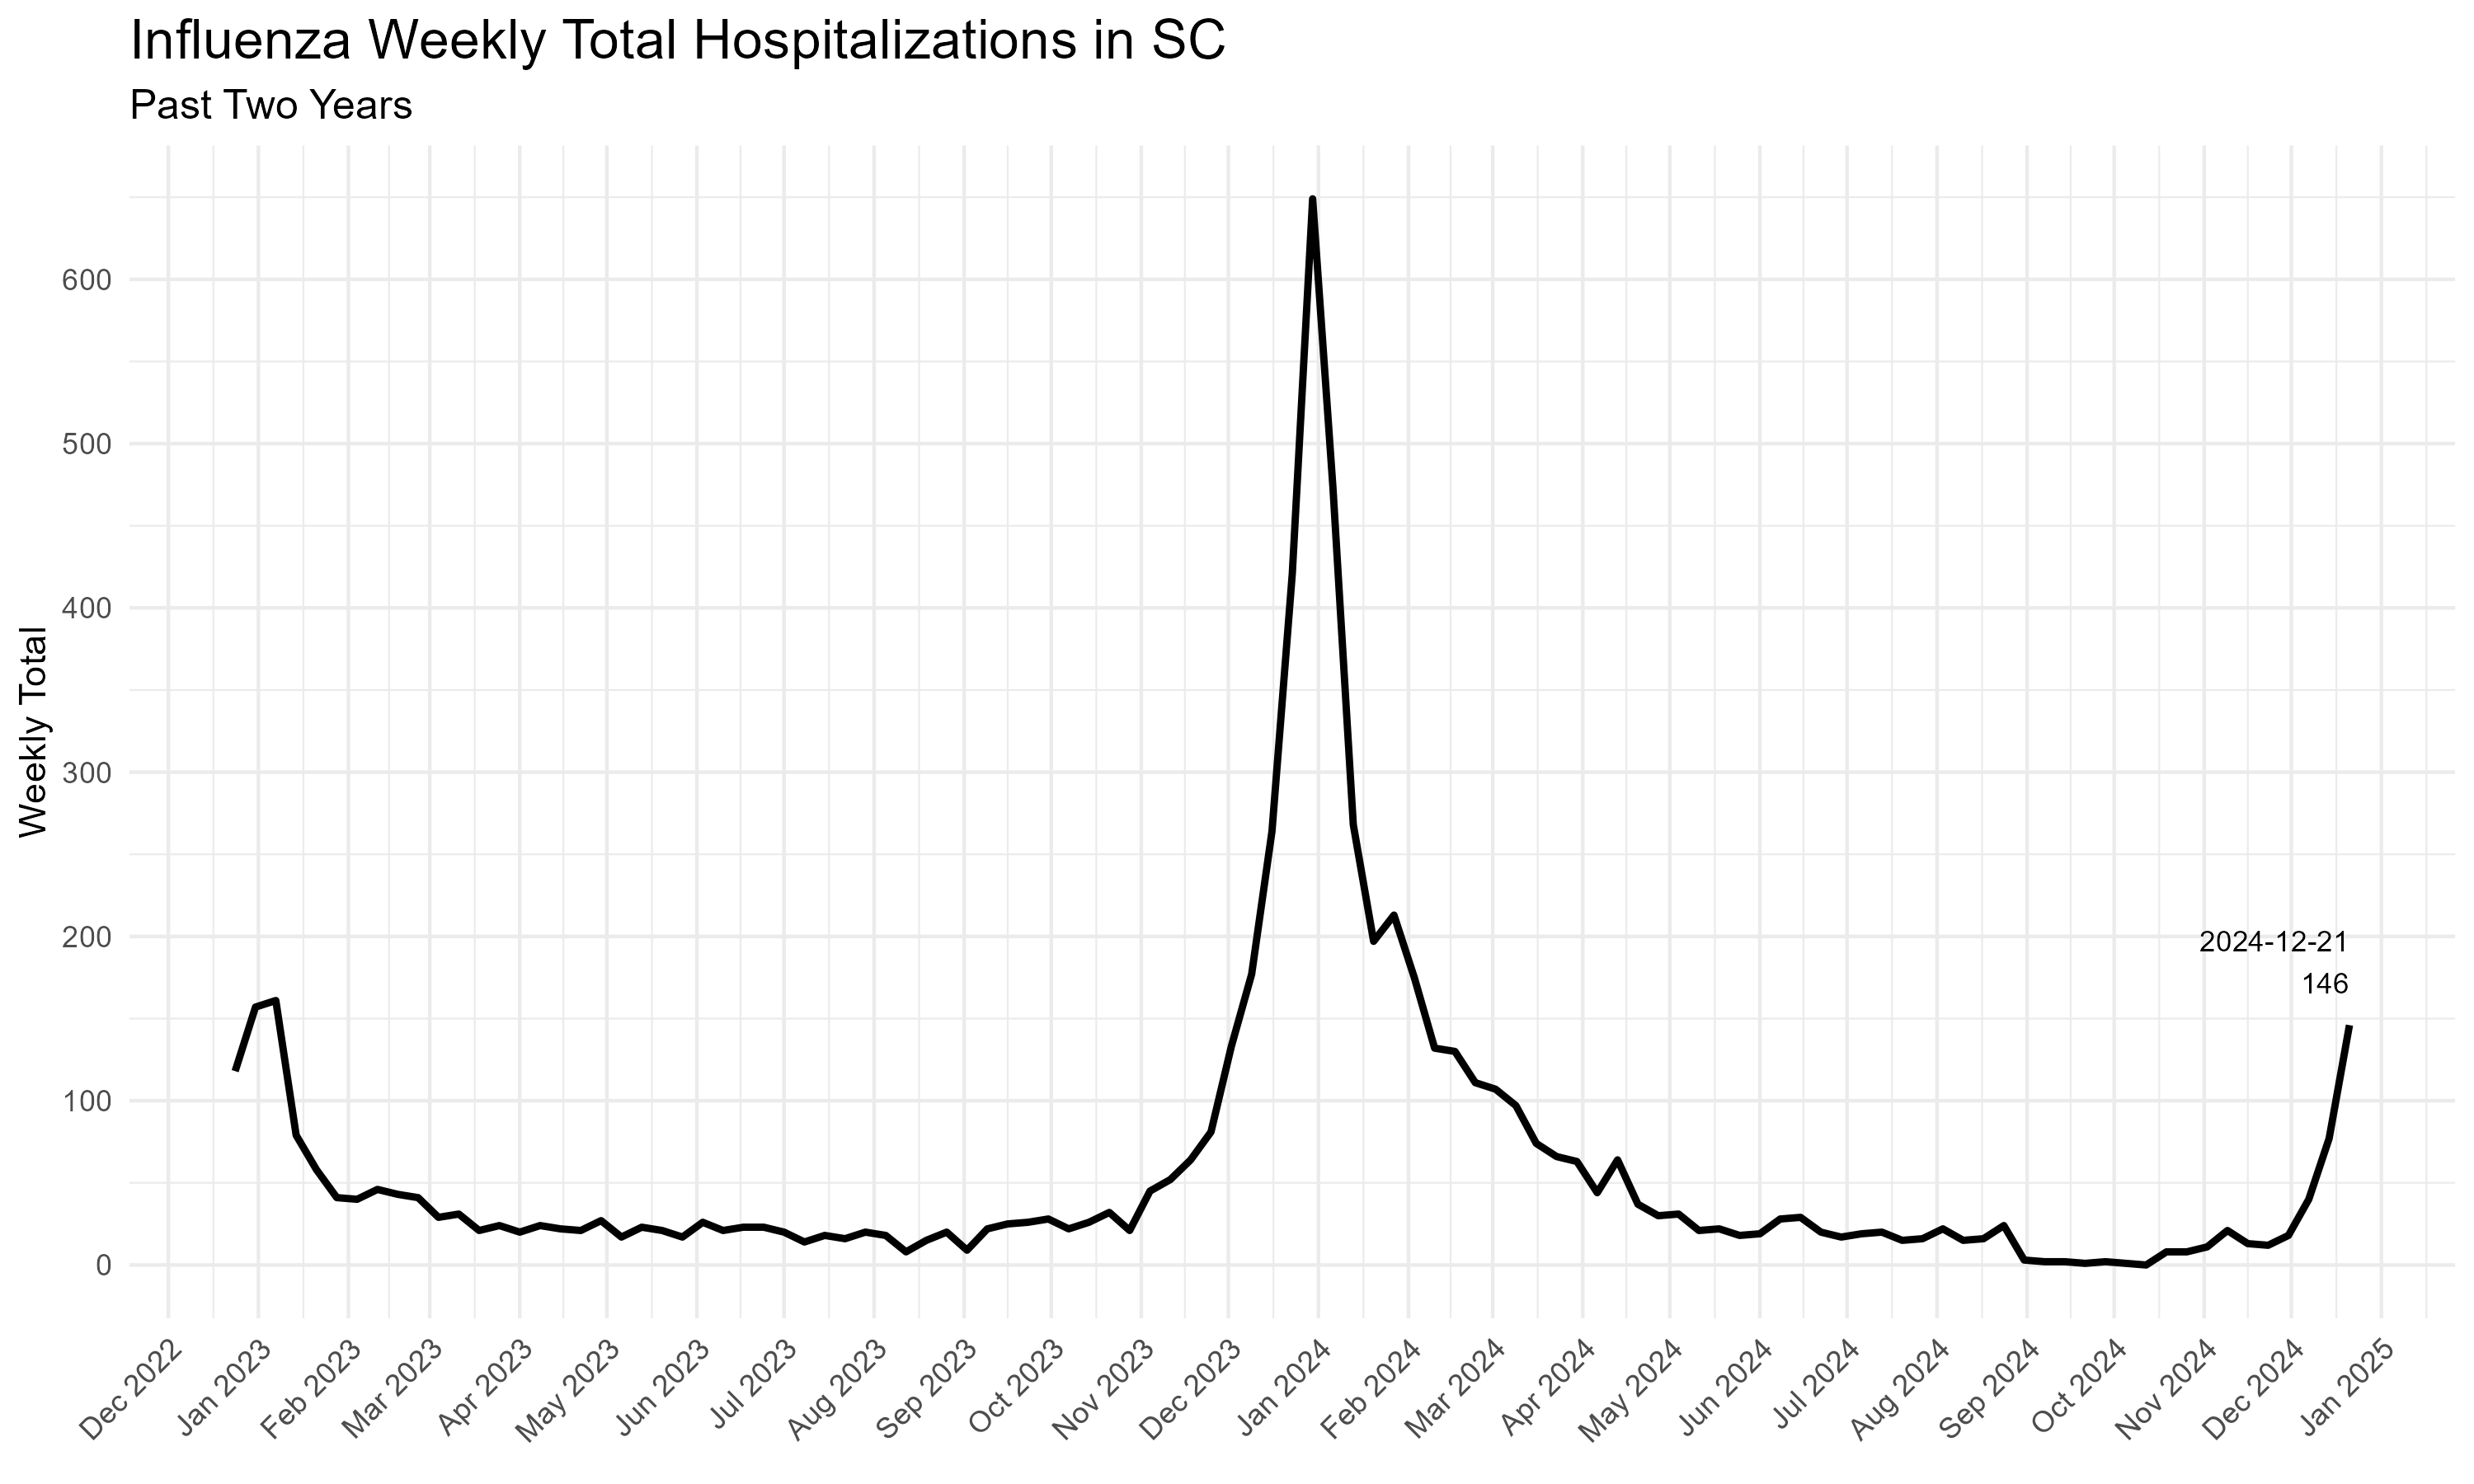 Influenza Weekly Total Hospitalizations in SC
Past Two Years
Weekly Total
600
500
400
300
200
100
0
2024-12-21
146
Dec 2022
Jan 2023
Feb 2023
Mar 2023
Apr 2023
May 2023
Jun 2023
Jul 2023
Aug 2023
Sep 2023
Oct 2023
Nov 2023
Dec 2023
Jan 2024
Feb 2024
Mar 2024
Apr 2024
May 2024
Jun 2024
Jul 2024
Aug 2024
Sep 2024
Oct 2024
Nov 2024
Dec 2024
Jan 2025